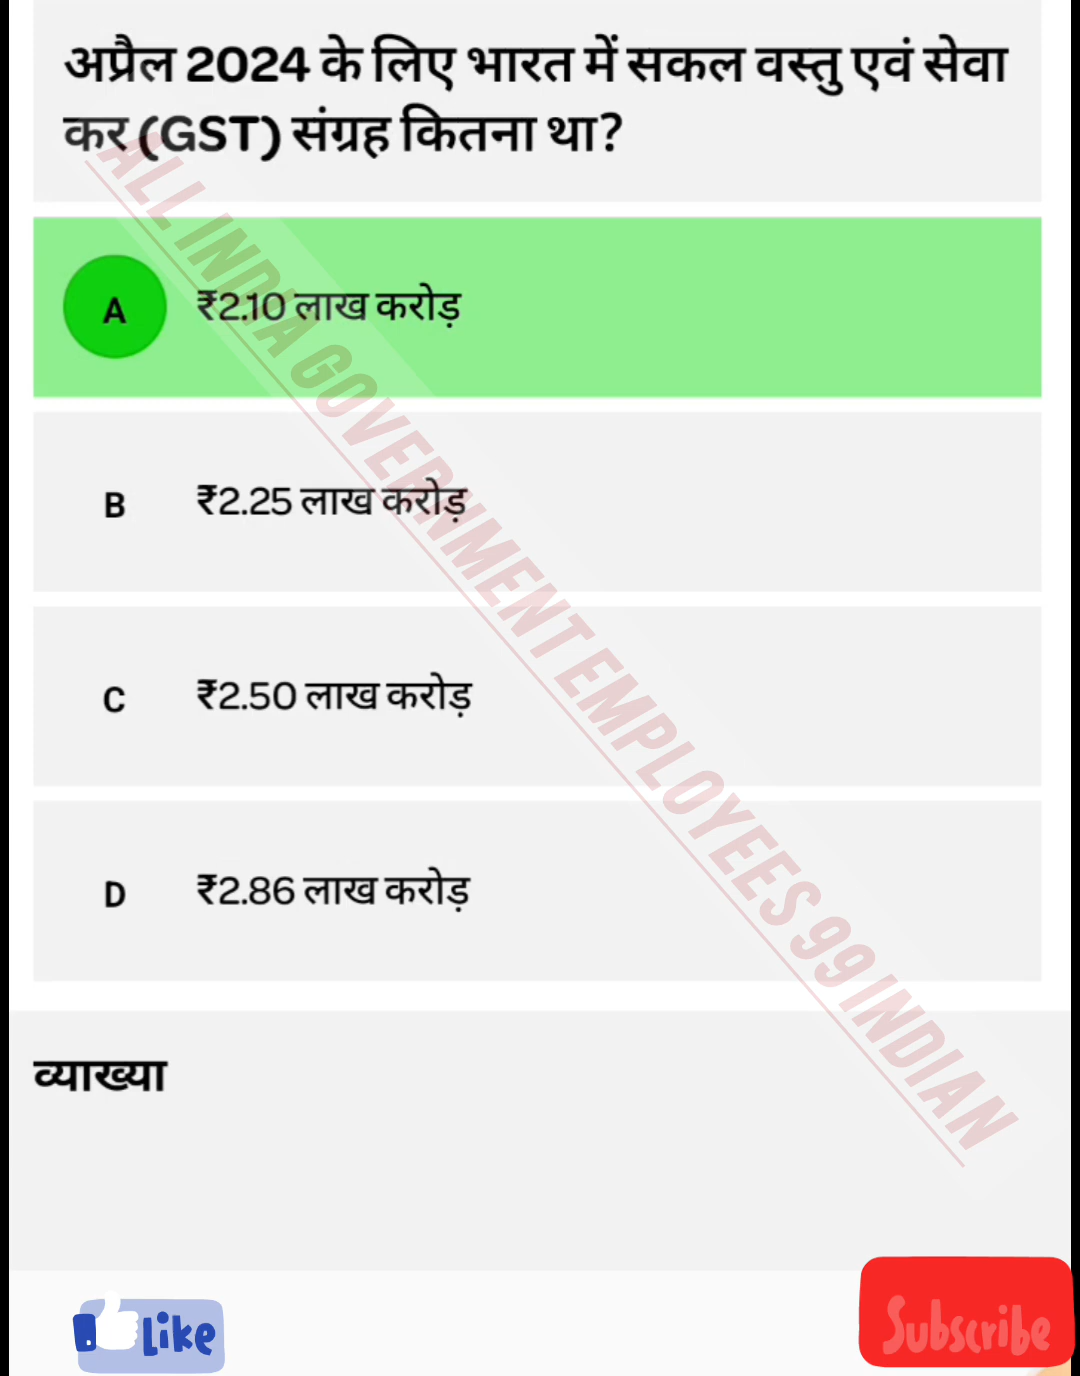 अप्रैल 2024 के लिए भारत में सकल वस्तु एवं सेवा
कर (GST) संग्रह कितना था?
A ₹2.10 लाख करोड़
B ₹2.25 लाख करोड़
C ₹2.50 लाख करोड़
D ₹2.86 लाख करोड़
ALL INDIA GOVERNMENT EMPLOYEES 99 INDIAN
व्याख्या
Like
Subscribe